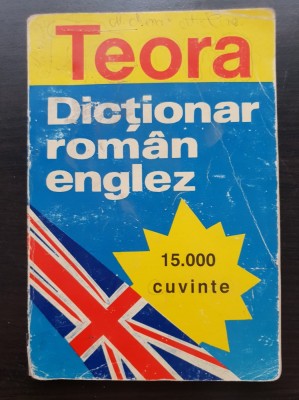 Teora
Dicționar
român
englez
15.000
cuvinte